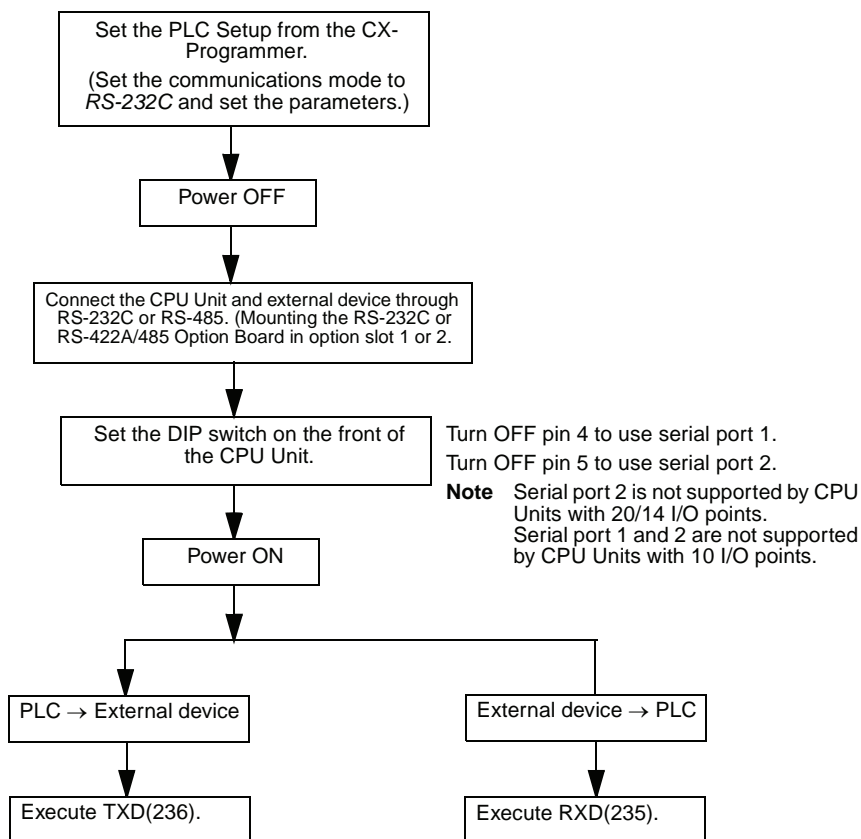 Set the PLC Setup from the CX-
Programmer.
(Set the communications mode to
RS-232C and set the parameters.)
Power OFF
Connect the CPU Unit and external device through
RS-232C or RS-485. (Mounting the RS-232C or
RS-422A/485 Option Board in option slot 1 or 2.
Set the DIP switch on the front of
the CPU Unit.
Turn OFF pin 4 to use serial port 1.
Turn OFF pin 5 to use serial port 2.
Note Serial port 2 is not supported by CPU
Units with 20/14 I/O points.
Serial port 1 and 2 are not supported
by CPU Units with 10 I/O points.
Power ON
PLC → External device
External device → PLC
Execute TXD(236).
Execute RXD(235).